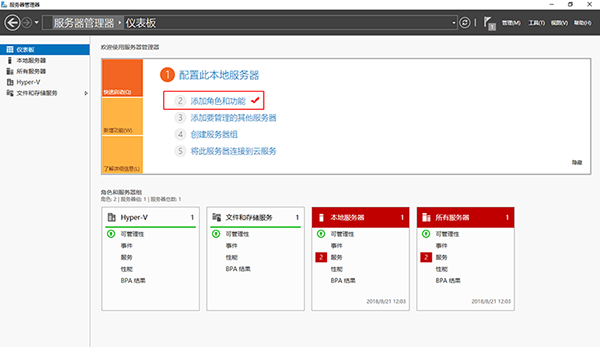 服务器管理器
服务器管理器 · 仪表板
1
管理(M) 工具(T) 视图(V) 帮助(H)
仪表板
本地服务器
所有服务器
Hyper-V
文件和存储服务
欢迎使用服务器管理器
快速启动(Q)
新增功能(W)
了解详细信息(L)
1 配置此本地服务器
2 添加角色和功能
3 添加要管理的其他服务器
4 创建服务器组
5 将此服务器连接到云服务
隐藏
角色和服务器组
角色: 2 | 服务器组: 1 | 服务器总数: 1
Hyper-V 1
可管理性
事件
服务
性能
BPA 结果
文件和存储服务 1
可管理性
事件
性能
BPA 结果
本地服务器 1
可管理性
事件
2 服务
性能
BPA 结果
2018/8/21 12:03
所有服务器 1
可管理性
事件
2 服务
性能
BPA 结果
2018/8/21 12:03